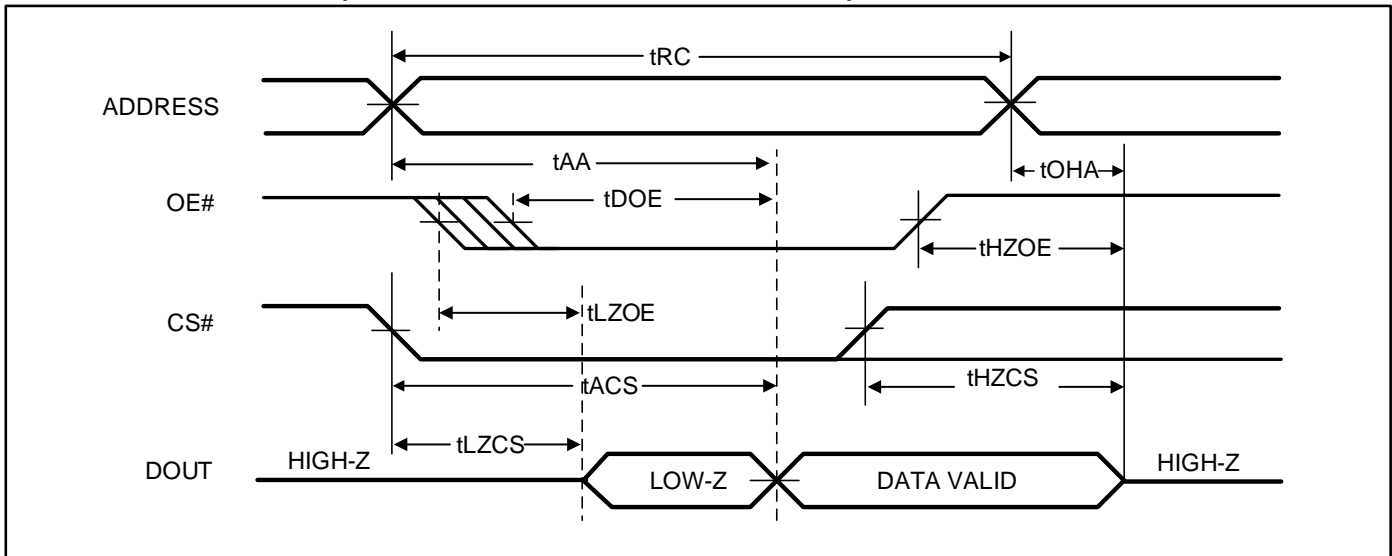 tRC
ADDRESS
tAA
tOHA
OE#
tDOE
tHZOE
tLZOE
CS#
tACS
tHZCS
tLZCS
DOUT
HIGH-Z
LOW-Z
DATA VALID
HIGH-Z